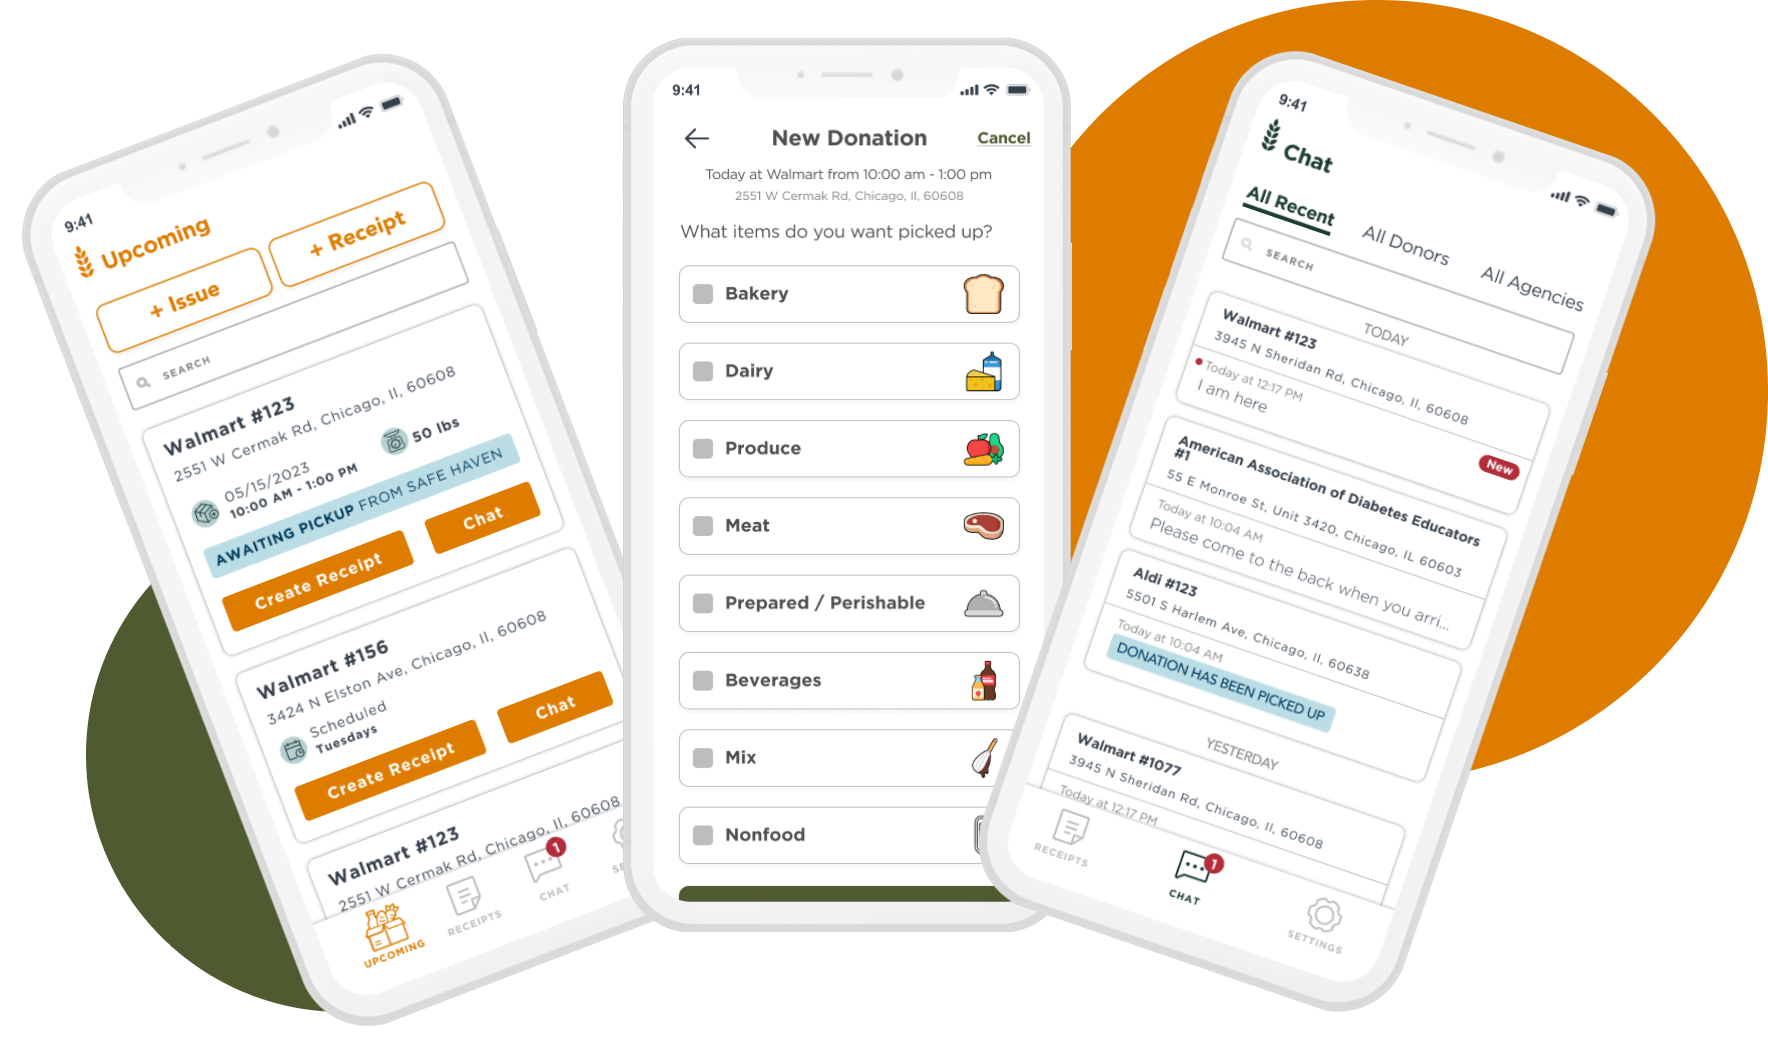 9:41
Upcoming
+ Issue
+ Receipt
SEARCH
Walmart #123
2551 W Cermak Rd, Chicago, Il, 60608
05/15/2023
10:00 AM - 1:00 PM
50 lbs
AWAITING PICKUP FROM SAFE HAVEN
Create Receipt
Chat
Walmart #156
3424 N Elston Ave, Chicago, Il, 60608
Scheduled
Tuesdays
Create Receipt
Chat
Walmart #123
2551 W Cermak Rd, Chicago, Il, 60608
UPCOMING
RECEIPTS
1
CHAT
9:41
New Donation
Cancel
Today at Walmart from 10:00 am - 1:00 pm
2551 W Cermak Rd, Chicago, Il, 60608
What items do you want picked up?
Bakery
Dairy
Produce
Meat
Prepared / Perishable
Beverages
Mix
Nonfood
9:41
Chat
All Recent
All Donors
All Agencies
SEARCH
TODAY
Walmart #123
3945 N Sheridan Rd, Chicago, Il, 60608
Today at 12:17 PM
I am here
New
American Association of Diabetes Educators
#1
55 E Monroe St, Unit 3420, Chicago, IL 60603
Today at 10:04 AM
Please come to the back when you arri...
Aldi #123
5501 S Harlem Ave, Chicago, Il, 60638
Today at 10:04 AM
DONATION HAS BEEN PICKED UP
YESTERDAY
Walmart #1077
3945 N Sheridan Rd, Chicago, Il, 60608
Today at 12:17 PM
RECEIPTS
1
CHAT
SETTINGS